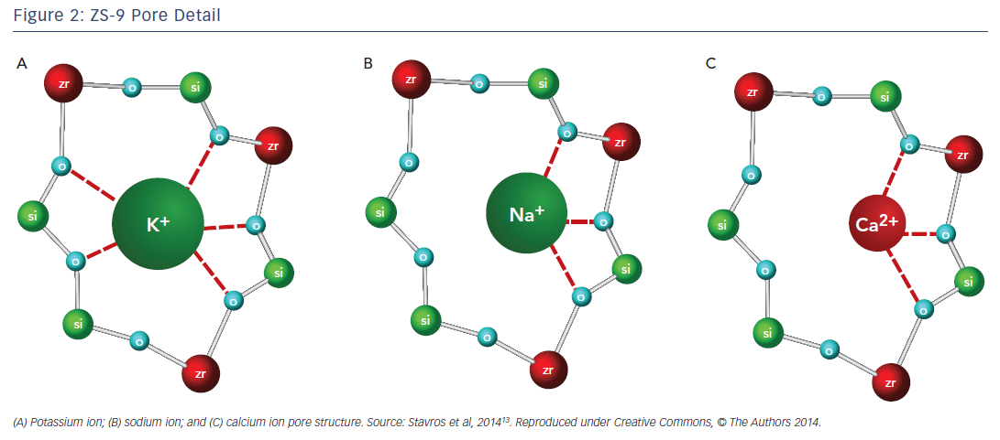 Figure 2: ZS-9 Pore Detail
A
B
C
zr
o
si
o
zr
o
si
K+
o
o
si
si
o
o
zr
zr
o
si
o
zr
o
si
Na+
o
o
si
o
si
o
zr
zr
o
si
o
zr
o
si
Ca2+
o
o
si
o
si
o
zr
(A) Potassium ion; (B) sodium ion; and (C) calcium ion pore structure. Source: Stavros et al, 2014¹³. Reproduced under Creative Commons, © The Authors 2014.